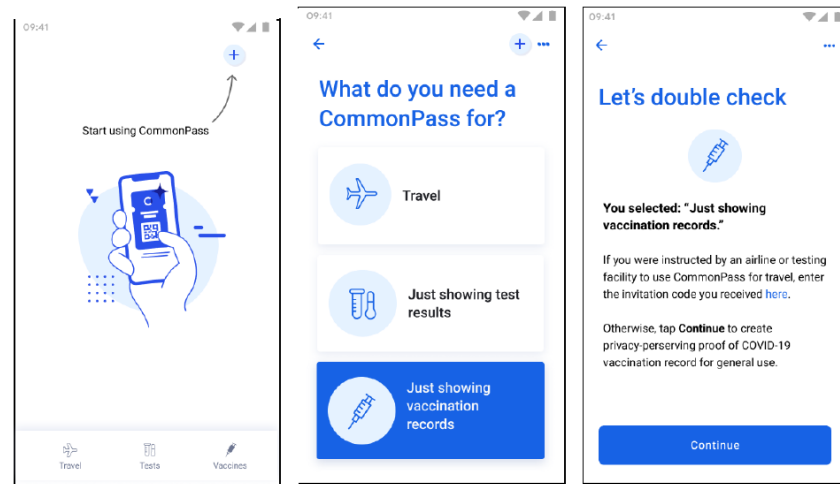 09:41
Start using CommonPass
C
Travel
Tests
Vaccines
09:41
What do you need a
CommonPass for?
Travel
Just showing test
results
Just showing
vaccination
records
09:41
Let's double check
You selected: “Just showing
vaccination records.”
If you were instructed by an airline or testing
facility to use CommonPass for travel, enter
the invitation code you received here.
Otherwise, tap Continue to create
privacy-perserving proof of COVID-19
vaccination record for general use.
Continue